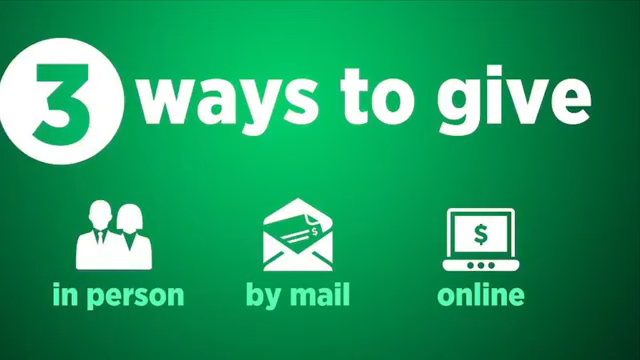 3 ways to give
$
$
in person
by mail
online